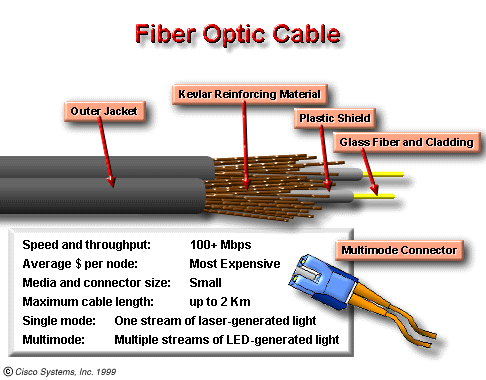 Fiber Optic Cable
Kevlar Reinforcing Material
Outer Jacket
Plastic Shield
Glass Fiber and Cladding
Multimode Connector
Speed and throughput: 100+ Mbps
Average $ per node: Most Expensive
Media and connector size: Small
Maximum cable length: up to 2 Km
Single mode: One stream of laser-generated light
Multimode: Multiple streams of LED-generated light
© Cisco Systems, Inc. 1999